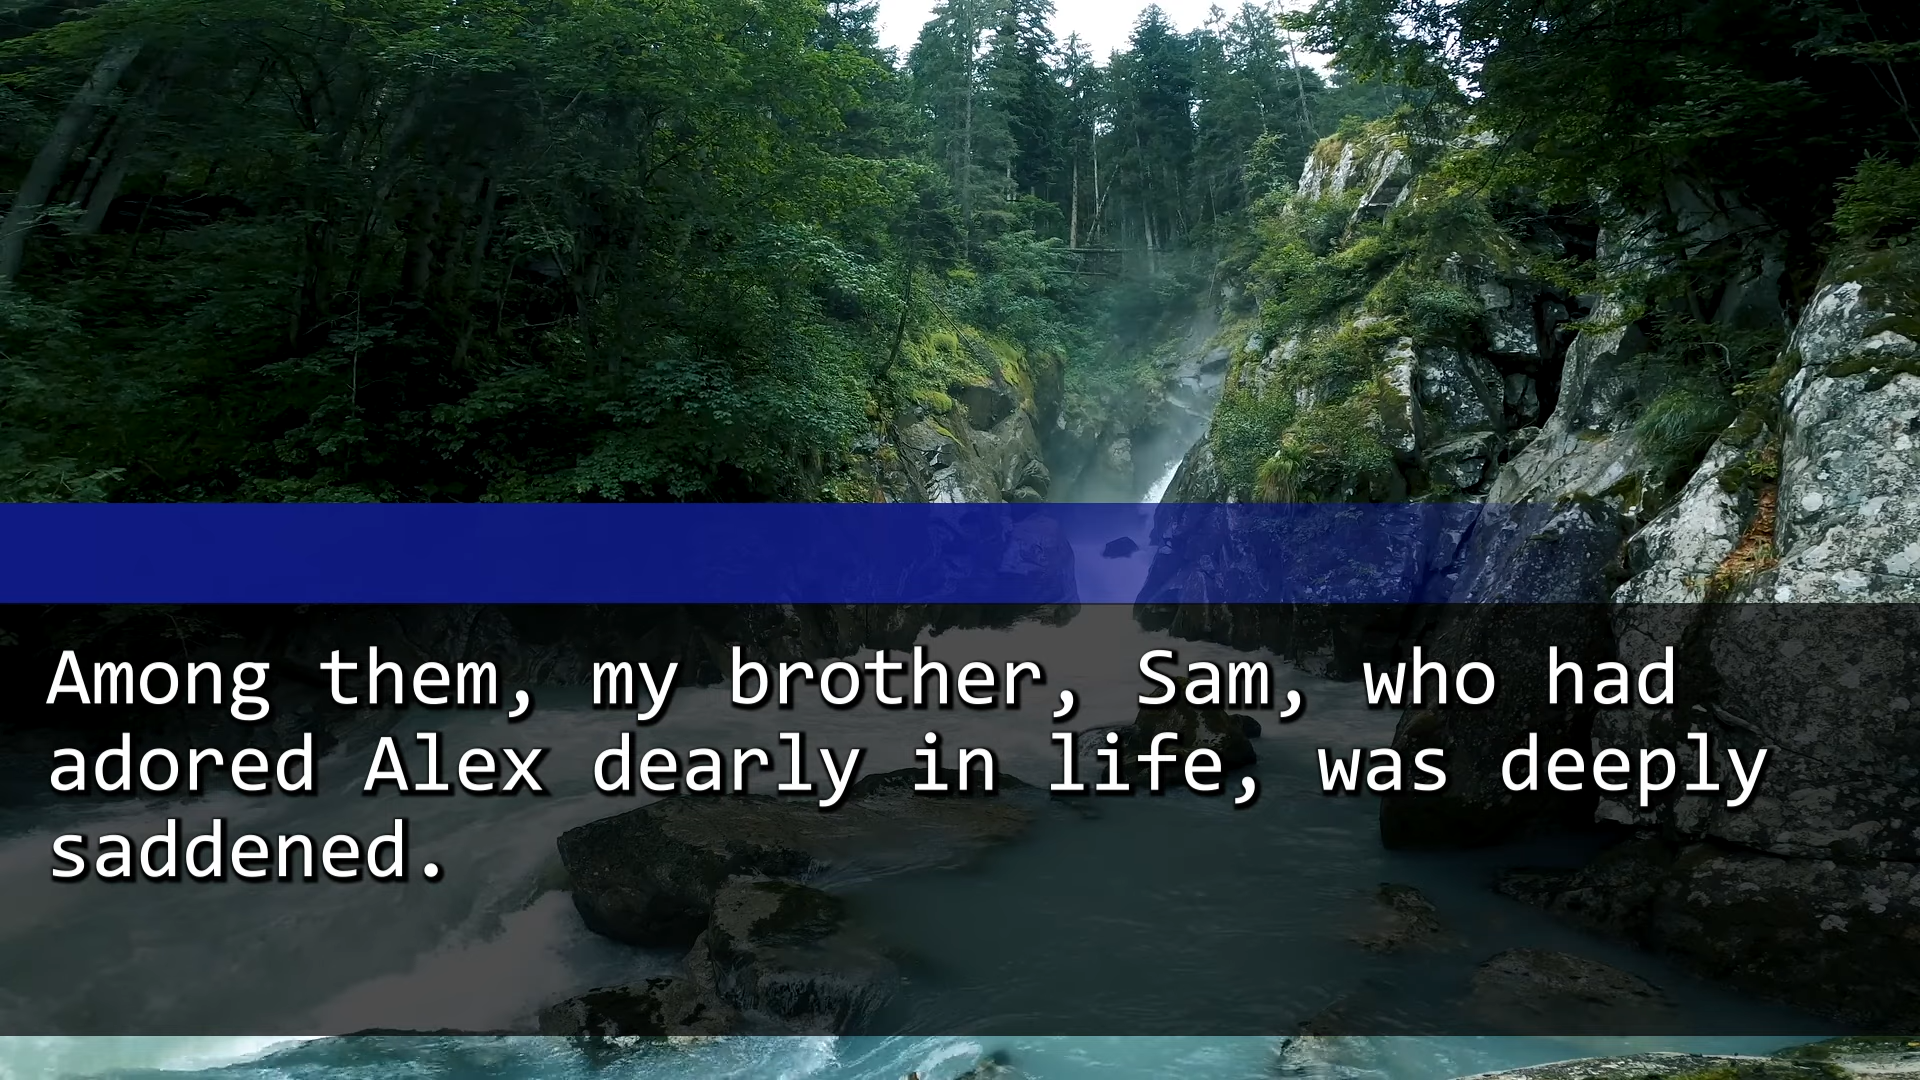 Among them, my brother, Sam, who had
adored Alex dearly in life, was deeply
saddened.